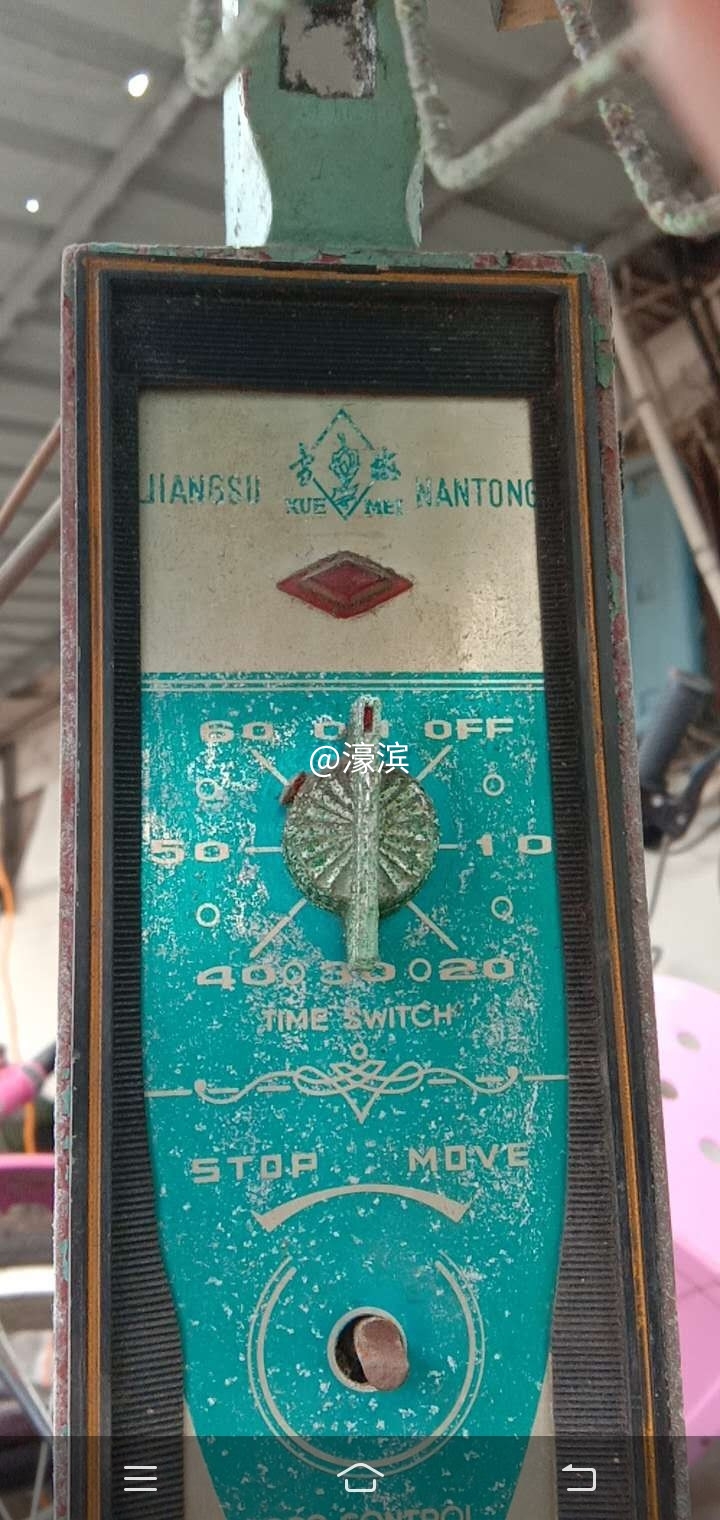 JIANGSU 雪梅 NANTONG
XUE MEI
60 ON OFF
@濠滨
50 10
40 30 20
TIME SWITCH
STOP MOVE
CONTROL